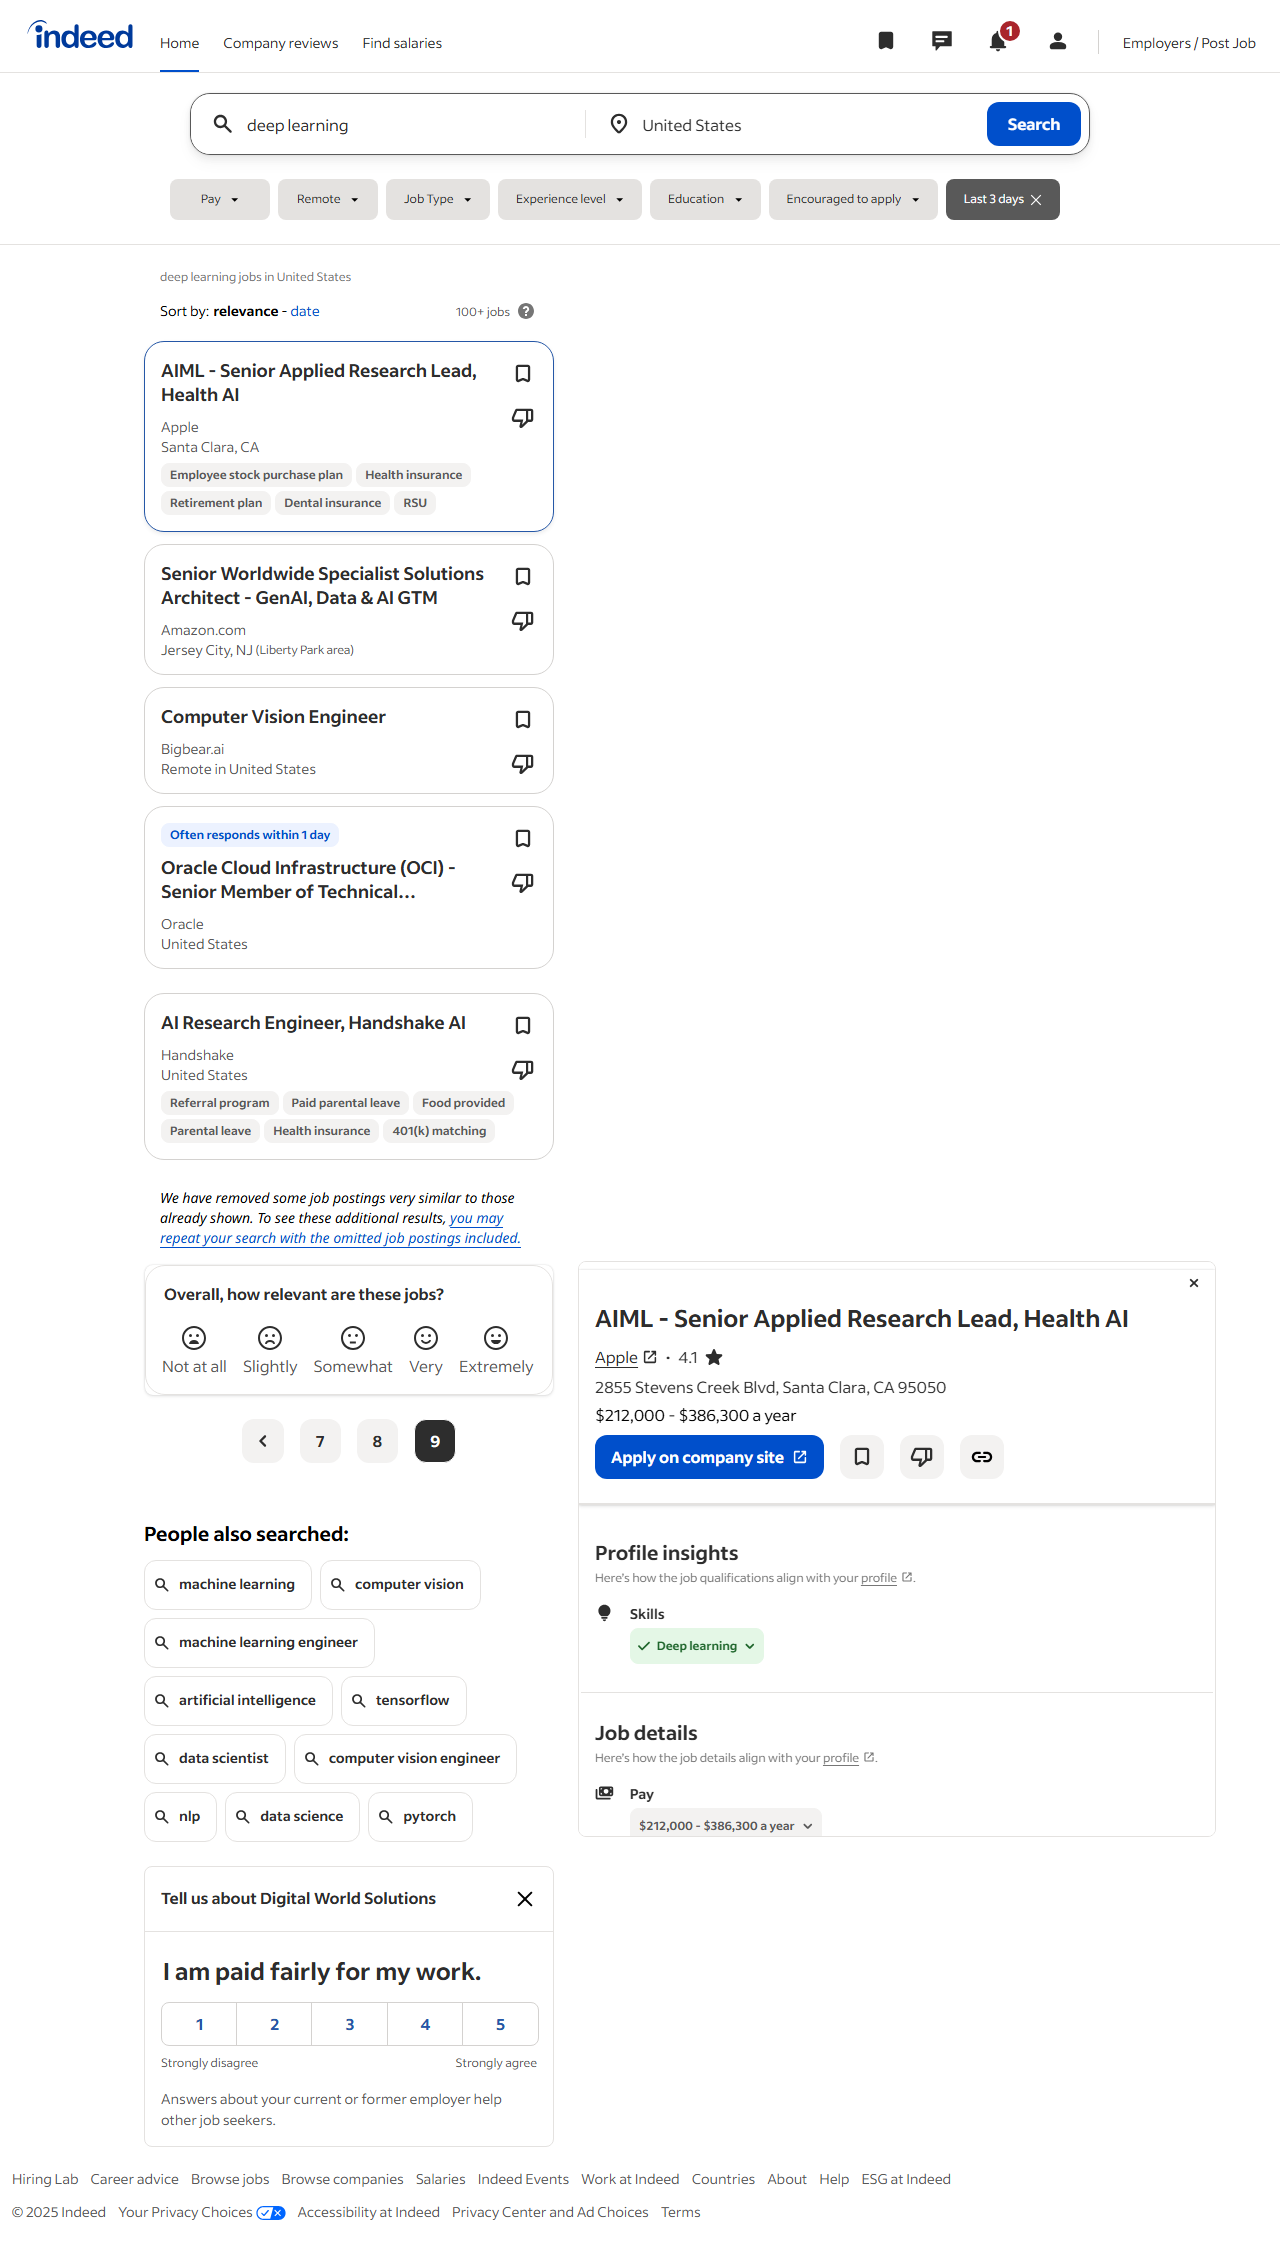 indeed
Home
Company reviews
Find salaries
1
Employers / Post Job
deep learning
United States
Search
Pay
Remote
Job Type
Experience level
Education
Encouraged to apply
Last 3 days
deep learning jobs in United States
Sort by: relevance - date
100+ jobs
AIML - Senior Applied Research Lead,
Health AI
Apple
Santa Clara, CA
Employee stock purchase plan
Health insurance
Retirement plan
Dental insurance
RSU
Senior Worldwide Specialist Solutions
Architect - GenAI, Data & AI GTM
Amazon.com
Jersey City, NJ (Liberty Park area)
Computer Vision Engineer
Bigbear.ai
Remote in United States
Often responds within 1 day
Oracle Cloud Infrastructure (OCI) -
Senior Member of Technical...
Oracle
United States
AI Research Engineer, Handshake AI
Handshake
United States
Referral program
Paid parental leave
Food provided
Parental leave
Health insurance
401(k) matching
We have removed some job postings very similar to those
already shown. To see these additional results, you may
repeat your search with the omitted job postings included.
Overall, how relevant are these jobs?
Not at all
Slightly
Somewhat
Very
Extremely
7
8
9
People also searched:
machine learning
computer vision
machine learning engineer
artificial intelligence
tensorflow
data scientist
computer vision engineer
nlp
data science
pytorch
Tell us about Digital World Solutions
I am paid fairly for my work.
1
2
3
4
5
Strongly disagree
Strongly agree
Answers about your current or former employer help
other job seekers.
AIML - Senior Applied Research Lead, Health AI
Apple
4.1
2855 Stevens Creek Blvd, Santa Clara, CA 95050
$212,000 - $386,300 a year
Apply on company site
Profile insights
Here's how the job qualifications align with your profile.
Skills
Deep learning
Job details
Here's how the job details align with your profile.
Pay
$212,000 - $386,300 a year
Hiring Lab
Career advice
Browse jobs
Browse companies
Salaries
Indeed Events
Work at Indeed
Countries
About
Help
ESG at Indeed
© 2025 Indeed
Your Privacy Choices
Accessibility at Indeed
Privacy Center and Ad Choices
Terms